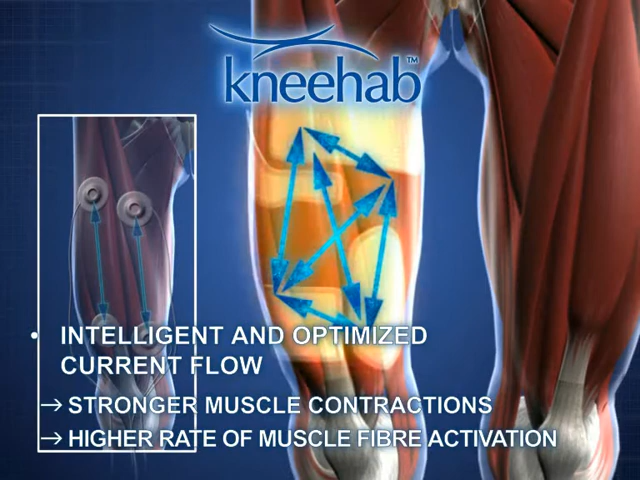 kneehab™
• INTELLIGENT AND OPTIMIZED
CURRENT FLOW
→ STRONGER MUSCLE CONTRACTIONS
→ HIGHER RATE OF MUSCLE FIBRE ACTIVATION